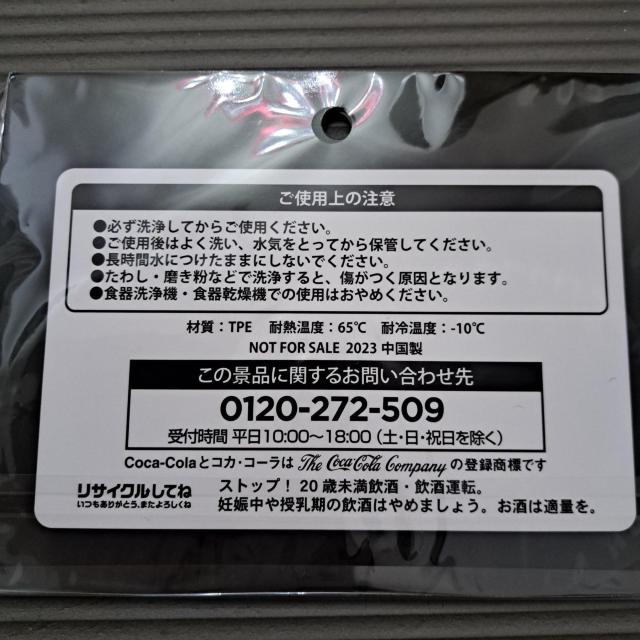 ご使用上の注意
●必ず洗浄してからご使用ください。
●ご使用後はよく洗い、水気をとってから保管してください。
●長時間水につけたままにしないでください。
●たわし・磨き粉などで洗浄すると、傷がつく原因となります。
●食器洗浄機・食器乾燥機での使用はおやめください。
材質：TPE 耐熱温度：65℃ 耐冷温度：-10℃
NOT FOR SALE 2023 中国製
この景品に関するお問い合わせ先
0120-272-509
受付時間 平日10:00〜18:00（土・日・祝日を除く）
Coca-Colaとコカ・コーラは The Coca-Cola Company の登録商標です
リサイクルしてね
いつもありがとう、またよろしくね
ストップ！20歳未満飲酒・飲酒運転。
妊娠中や授乳期の飲酒はやめましょう。お酒は適量を。